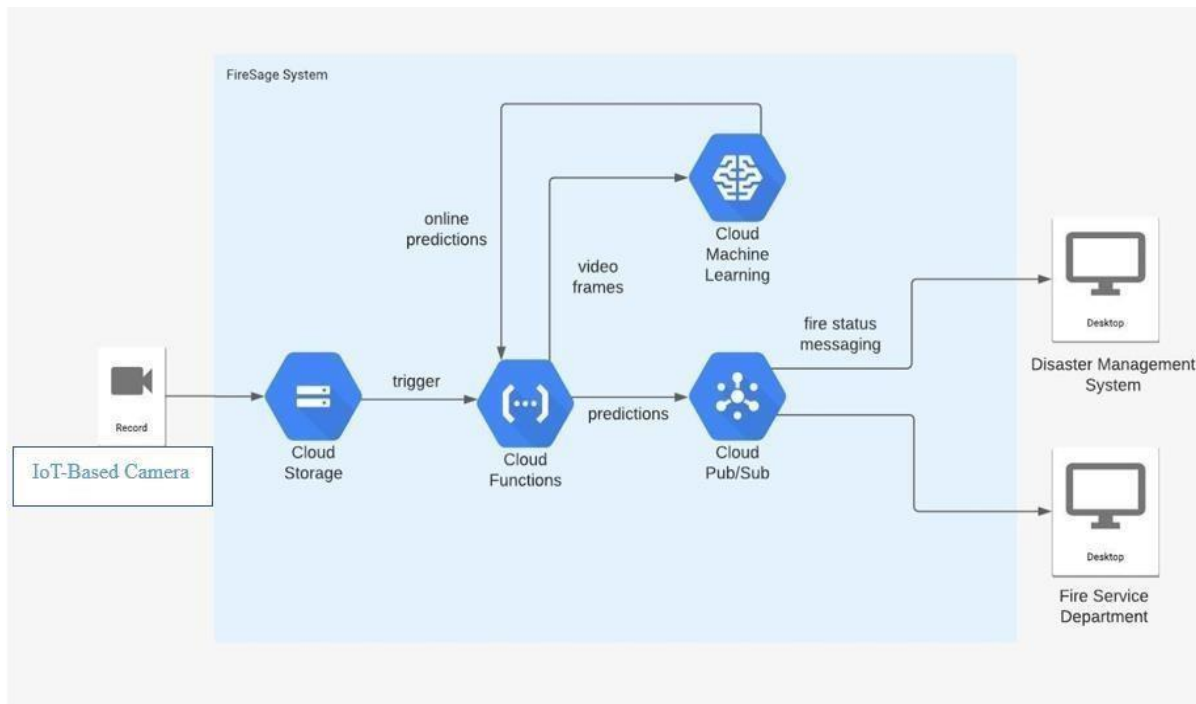 FireSage System
online
predictions
video
frames
Cloud
Machine
Learning
fire status
messaging
Desktop
Disaster Management
System
Record
IoT-Based Camera
trigger
predictions
Cloud
Storage
Cloud
Functions
Cloud
Pub/Sub
Desktop
Fire Service
Department